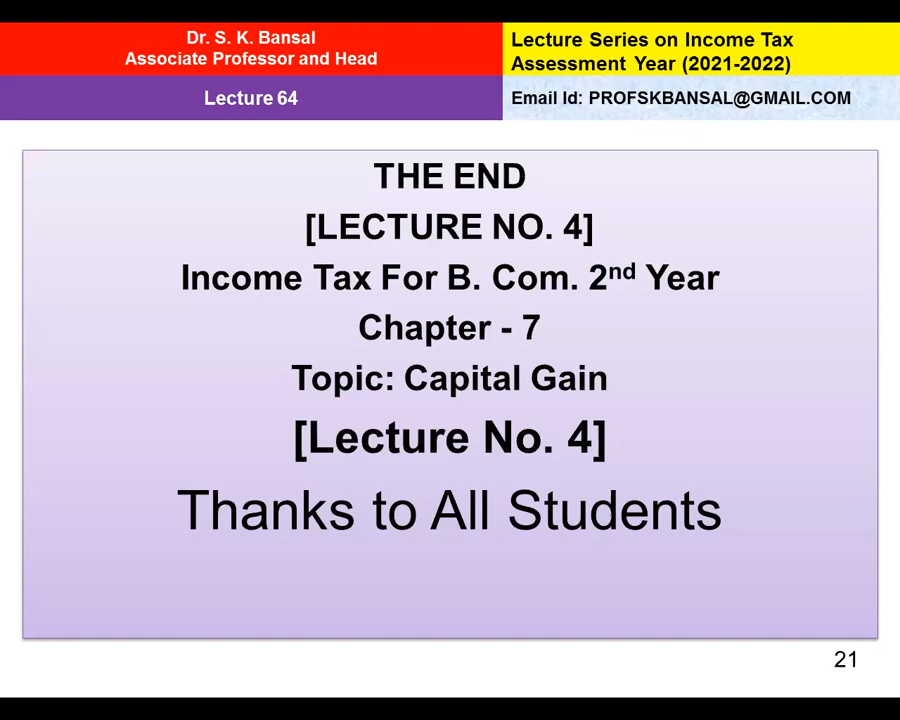 Dr. S. K. Bansal
Associate Professor and Head
Lecture Series on Income Tax
Assessment Year (2021-2022)
Lecture 64
Email Id: PROFSKBANSAL@GMAIL.COM
THE END
[LECTURE NO. 4]
Income Tax For B. Com. 2nd Year
Chapter - 7
Topic: Capital Gain
[Lecture No. 4]
Thanks to All Students
21